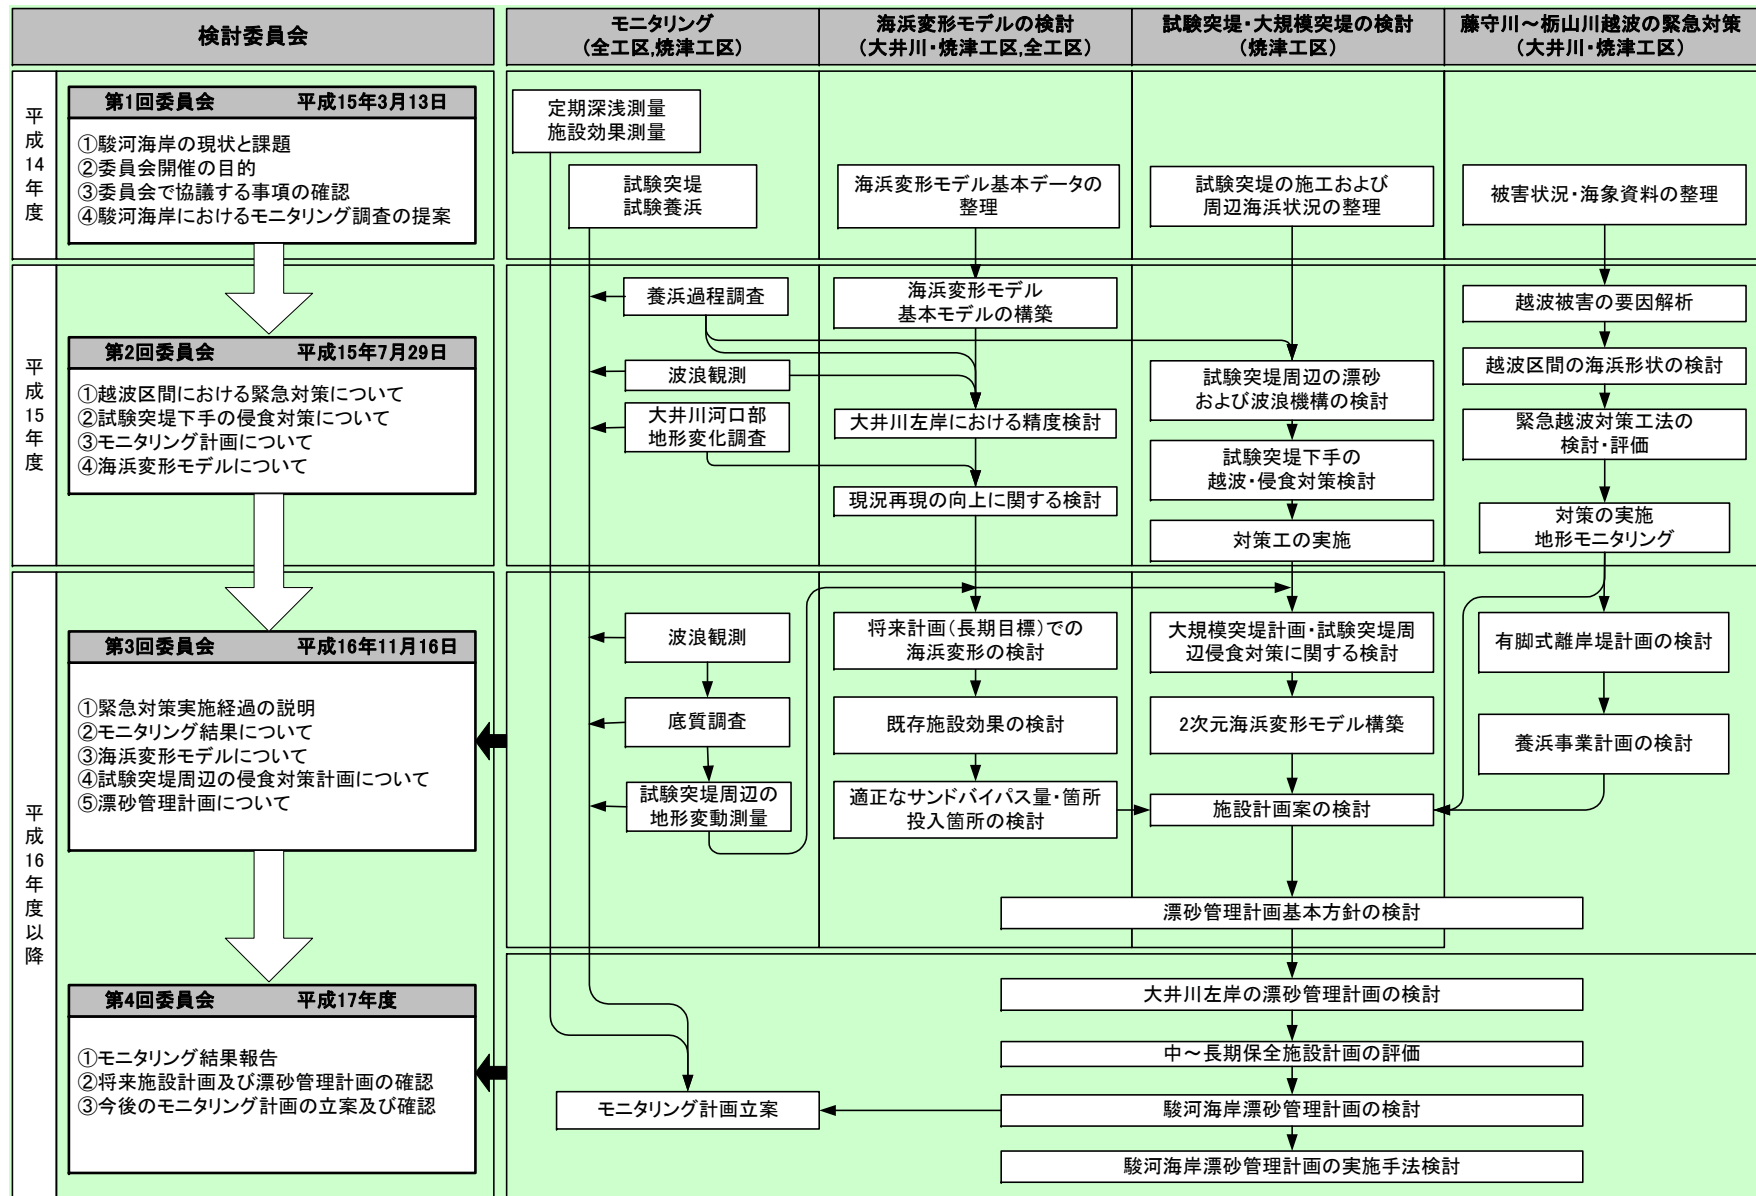 検討委員会
モニタリング
（全工区,焼津工区）
海浜変形モデルの検討
（大井川・焼津工区,全工区）
試験突堤・大規模突堤の検討
（焼津工区）
藤守川～栃山川越波の緊急対策
（大井川・焼津工区）
平成14年度
第1回委員会 平成15年3月13日
①駿河海岸の現状と課題
②委員会開催の目的
③委員会で協議する事項の確認
④駿河海岸におけるモニタリング調査の提案
定期深浅測量
施設効果測量
試験突堤
試験養浜
海浜変形モデル基本データの
整理
試験突堤の施工および
周辺海浜状況の整理
被害状況・海象資料の整理
平成15年度
第2回委員会 平成15年7月29日
①越波区間における緊急対策について
②試験突堤下手の侵食対策について
③モニタリング計画について
④海浜変形モデルについて
養浜過程調査
波浪観測
大井川河口部
地形変化調査
海浜変形モデル
基本モデルの構築
大井川左岸における精度検討
現況再現の向上に関する検討
試験突堤周辺の漂砂
および波浪機構の検討
試験突堤下手の
越波・侵食対策検討
対策工の実施
越波被害の要因解析
越波区間の海浜形状の検討
緊急越波対策工法の
検討・評価
対策の実施
地形モニタリング
平成16年度以降
第3回委員会 平成16年11月16日
①緊急対策実施経過の説明
②モニタリング結果について
③海浜変形モデルについて
④試験突堤周辺の侵食対策計画について
⑤漂砂管理計画について
波浪観測
底質調査
試験突堤周辺の
地形変動測量
将来計画（長期目標）での
海浜変形の検討
既存施設効果の検討
適正なサンドバイパス量・箇所
投入箇所の検討
大規模突堤計画・試験突堤周
辺侵食対策に関する検討
2次元海浜変形モデル構築
施設計画案の検討
有脚式離岸堤計画の検討
養浜事業計画の検討
漂砂管理計画基本方針の検討
第4回委員会 平成17年度
①モニタリング結果報告
②将来施設計画及び漂砂管理計画の確認
③今後のモニタリング計画の立案及び確認
大井川左岸の漂砂管理計画の検討
中～長期保全施設計画の評価
モニタリング計画立案
駿河海岸漂砂管理計画の検討
駿河海岸漂砂管理計画の実施手法検討